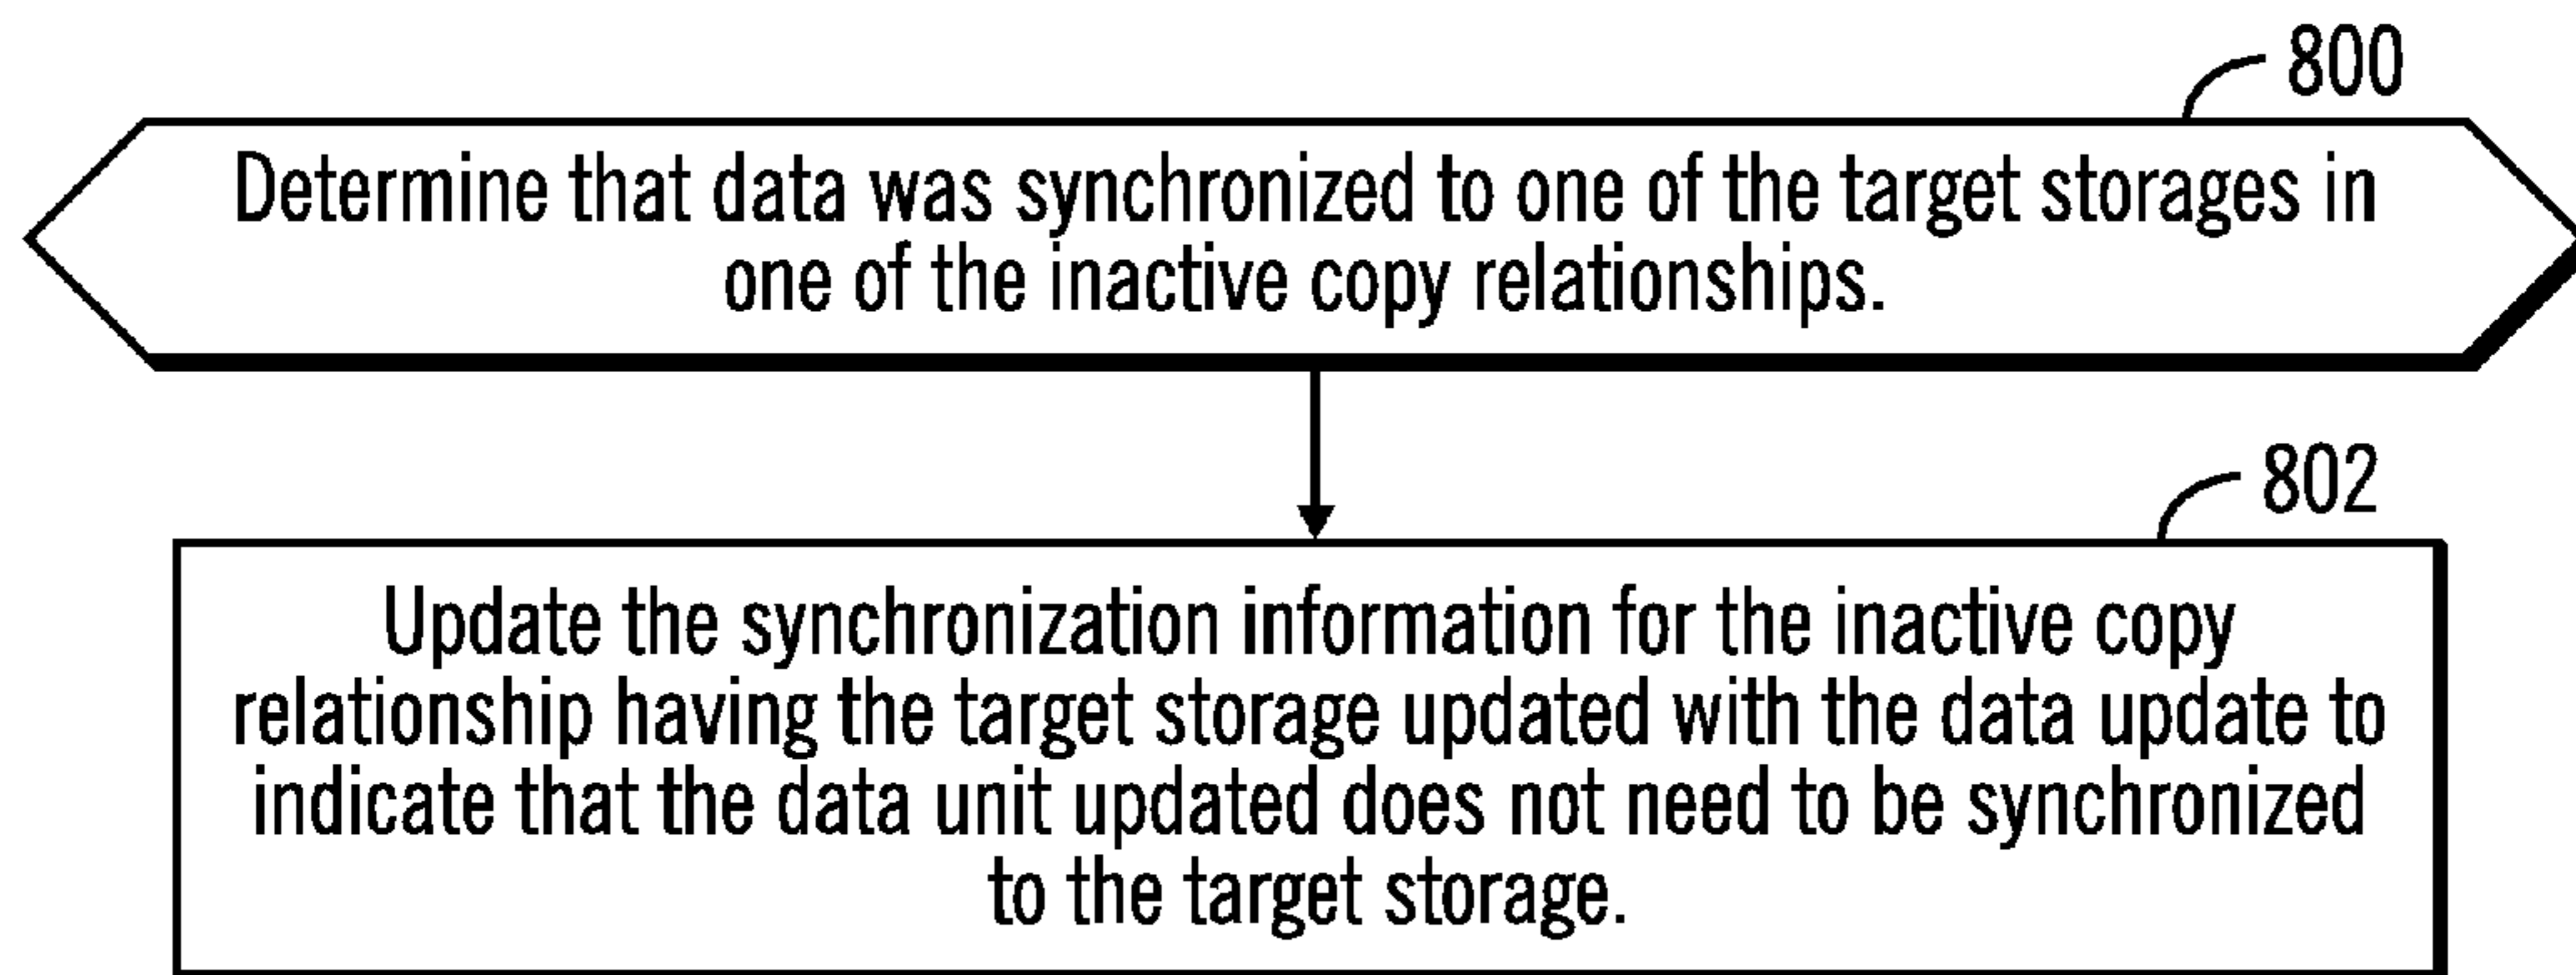 800
Determine that data was synchronized to one of the target storages in
one of the inactive copy relationships.
802
Update the synchronization information for the inactive copy
relationship having the target storage updated with the data update to
indicate that the data unit updated does not need to be synchronized
to the target storage.